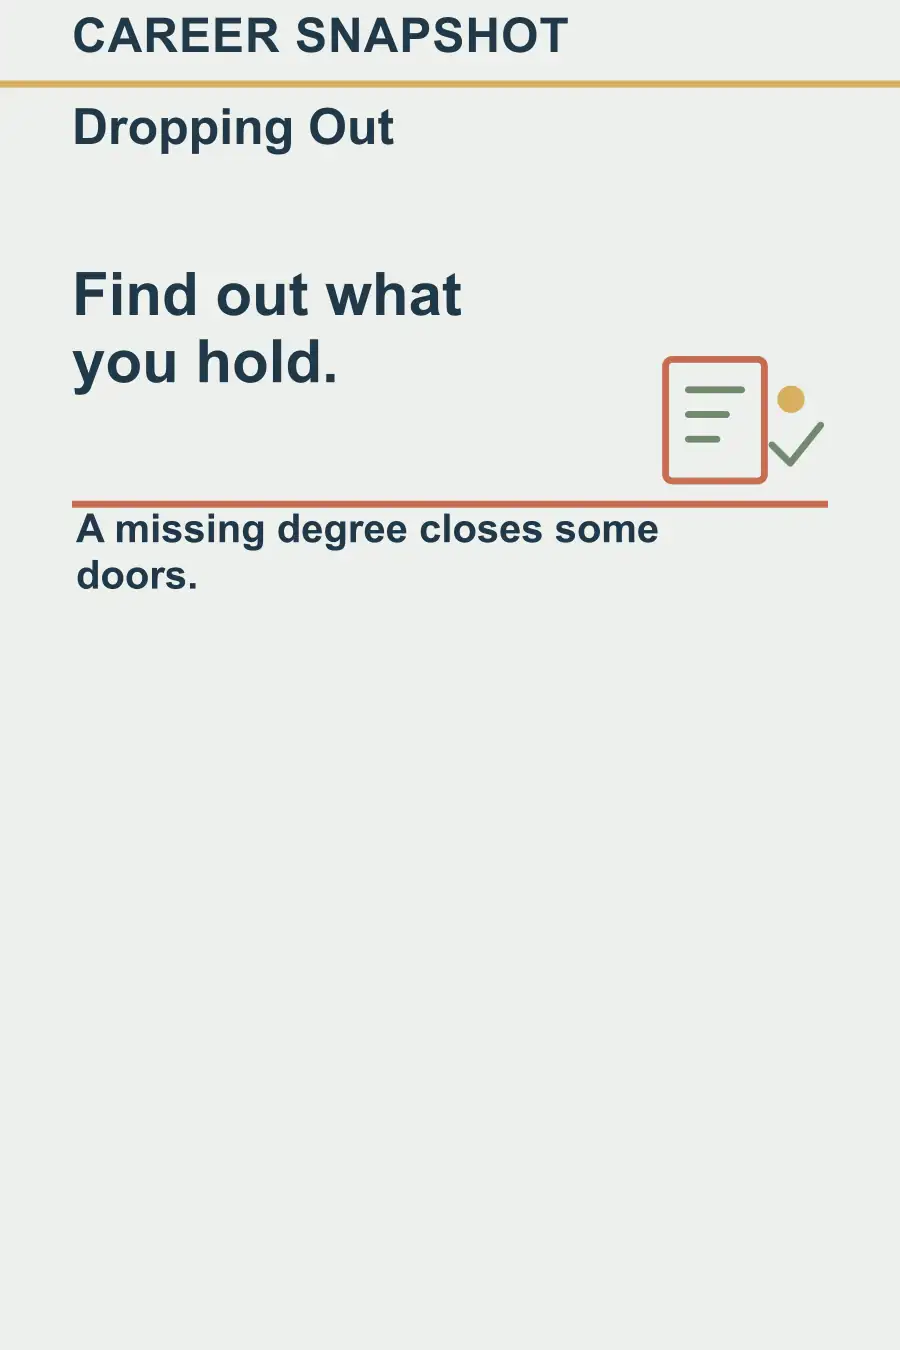 CAREER SNAPSHOT
Dropping Out
Find out what
you hold.
A missing degree closes some
doors.